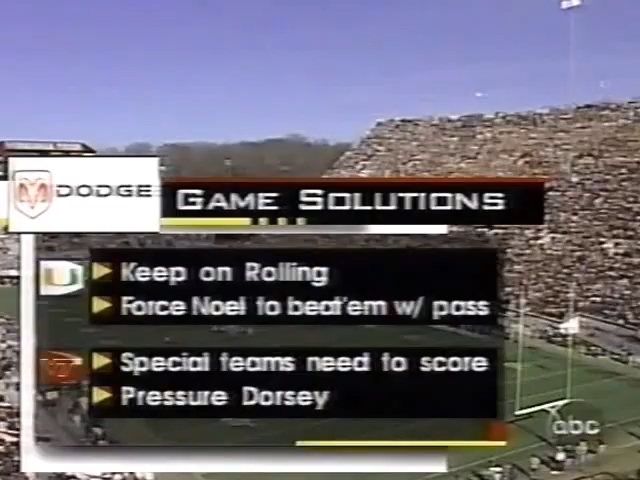 DODGE
GAME SOLUTIONS
Keep on Rolling
Force Noel to beat'em w/ pass
Special teams need to score
Pressure Dorsey
abc